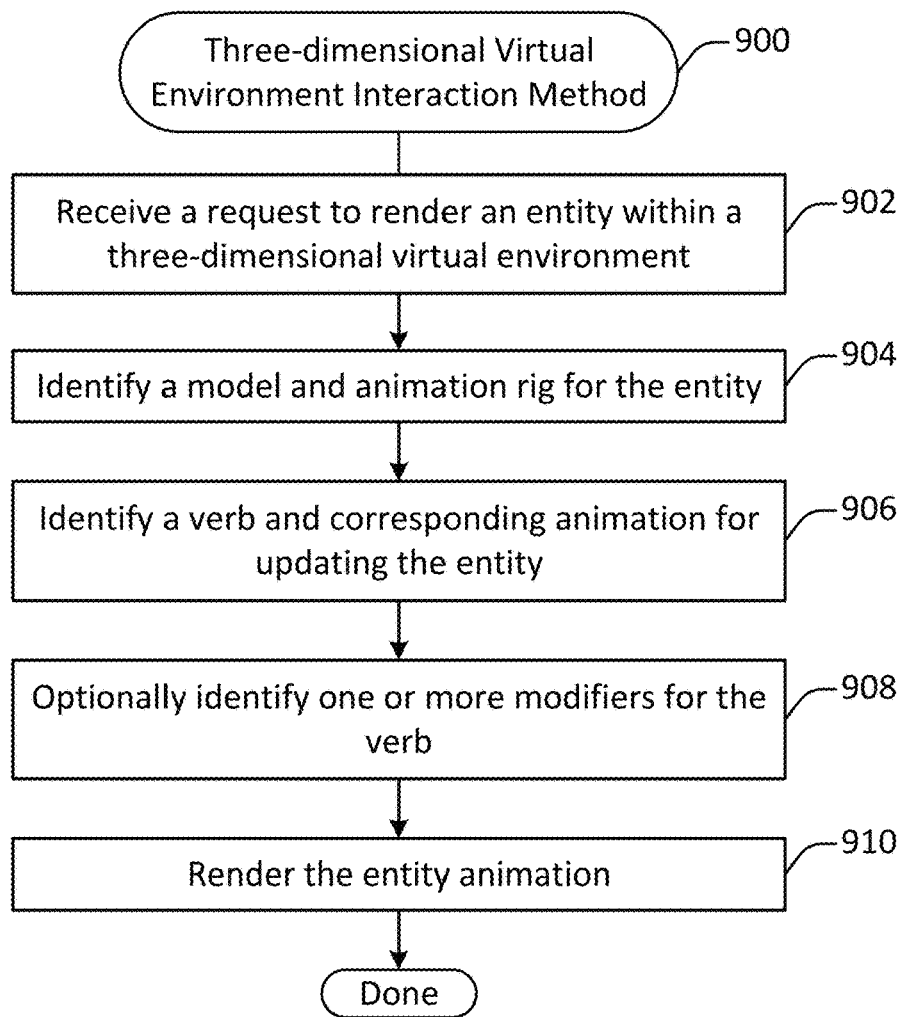 Three-dimensional Virtual
Environment Interaction Method
900
Receive a request to render an entity within a
three-dimensional virtual environment
902
Identify a model and animation rig for the entity
904
Identify a verb and corresponding animation for
updating the entity
906
Optionally identify one or more modifiers for the
verb
908
Render the entity animation
910
Done